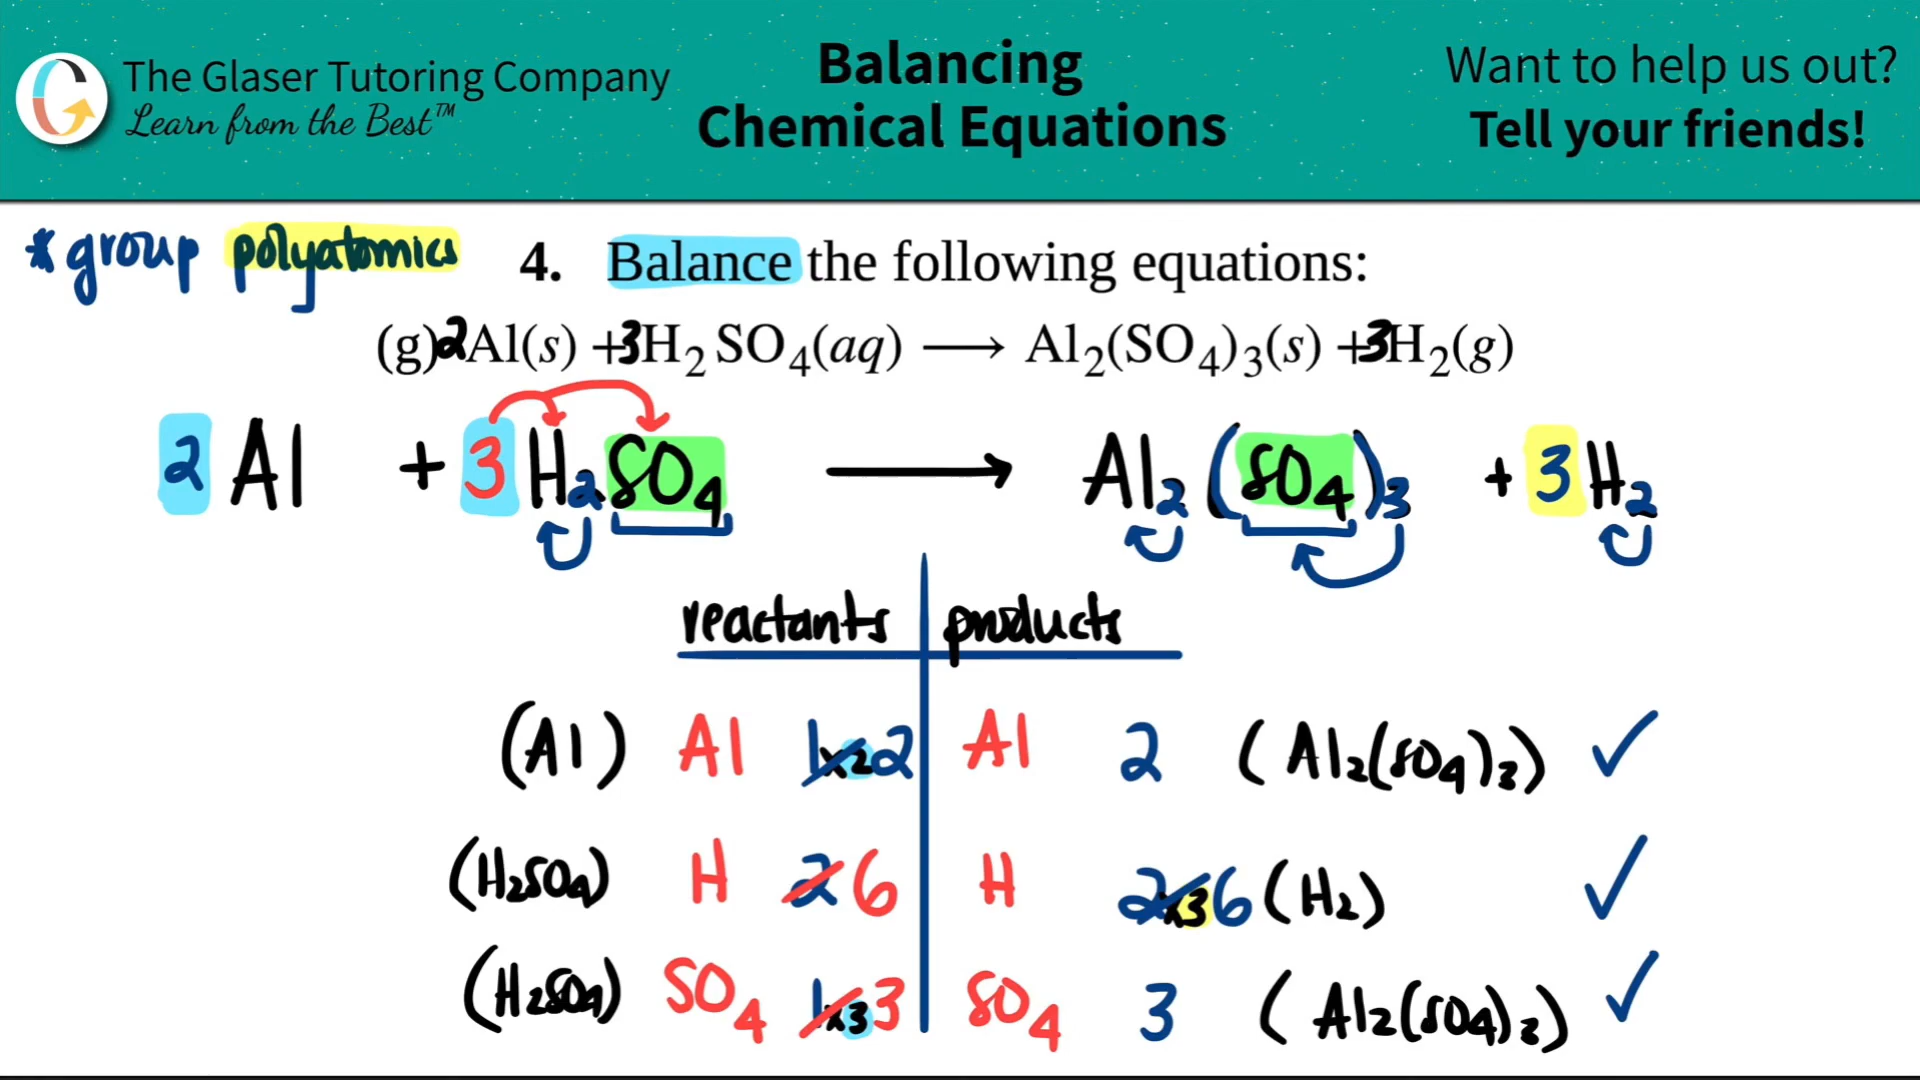 The Glaser Tutoring Company
Learn from the Best™
Balancing
Chemical Equations
Want to help us out?
Tell your friends!
*group polyatomics
4. Balance the following equations:
(g) 2Al(s) + 3H₂SO₄(aq) ⟶ Al₂(SO₄)₃(s) + 3H₂(g)
2 Al + 3 H₂SO₄ ⟶ Al₂(SO₄)₃ + 3 H₂
reactants products
(Al) Al 1x2 2 Al 2 (Al₂(SO₄)₃) ✓
(H₂SO₄) H 2 6 H 2x3 6 (H₂) ✓
(H₂SO₄) SO₄ 1x3 3 SO₄ 3 (Al₂(SO₄)₃) ✓